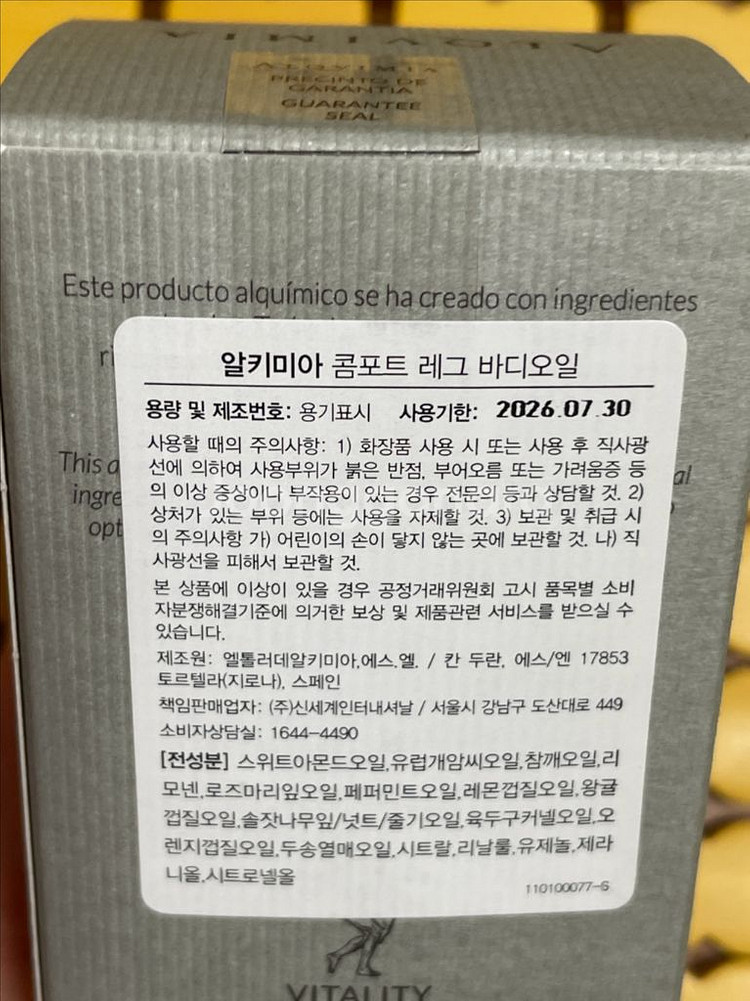 ALQVIMIA
ALQVIMIA
PRECINTO DE
GARANTIA
GUARANTEE
SEAL
Este producto alquímico se ha creado con ingredientes
알키미아 콤포트 레그 바디오일
용량 및 제조번호: 용기표시 사용기한: 2026.07.30
사용할 때의 주의사항: 1) 화장품 사용 시 또는 사용 후 직사광
선에 의하여 사용부위가 붉은 반점, 부어오름 또는 가려움증 등
의 이상 증상이나 부작용이 있는 경우 전문의 등과 상담할 것. 2)
상처가 있는 부위 등에는 사용을 자제할 것. 3) 보관 및 취급 시
의 주의사항 가) 어린이의 손이 닿지 않는 곳에 보관할 것. 나) 직
사광선을 피해서 보관할 것.
본 상품에 이상이 있을 경우 공정거래위원회 고시 품목별 소비
자분쟁해결기준에 의거한 보상 및 제품관련 서비스를 받으실 수
있습니다.
제조원: 엘톨러데알키미아,에스.엘. / 칸 두란, 에스/엔 17853
토르텔라(지로나), 스페인
책임판매업자: (주)신세계인터내셔날 / 서울시 강남구 도산대로 449
소비자상담실: 1644-4490
[전성분] 스위트아몬드오일,유럽개암씨오일,참깨오일,리
모넨,로즈마리잎오일,페퍼민트오일,레몬껍질오일,왕귤
껍질오일,솔잣나무잎/넛트/줄기오일,육두구커넬오일,오
렌지껍질오일,두송열매오일,시트랄,리날룰,유제놀,제라
니올,시트로넬올
110100077-6
This
VITALITY